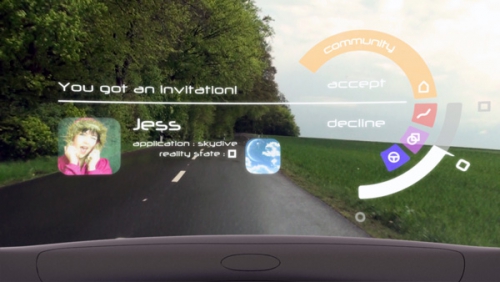 community
You got an invitation!
accept
Jess
decline
application : skydive
reality state :